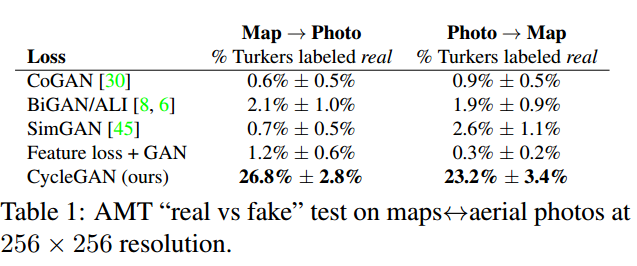 Map → Photo Photo → Map
Loss % Turkers labeled real % Turkers labeled real
CoGAN [30] 0.6% ± 0.5% 0.9% ± 0.5%
BiGAN/ALI [8, 6] 2.1% ± 1.0% 1.9% ± 0.9%
SimGAN [45] 0.7% ± 0.5% 2.6% ± 1.1%
Feature loss + GAN 1.2% ± 0.6% 0.3% ± 0.2%
CycleGAN (ours) 26.8% ± 2.8% 23.2% ± 3.4%
Table 1: AMT “real vs fake” test on maps↔aerial photos at
256 × 256 resolution.